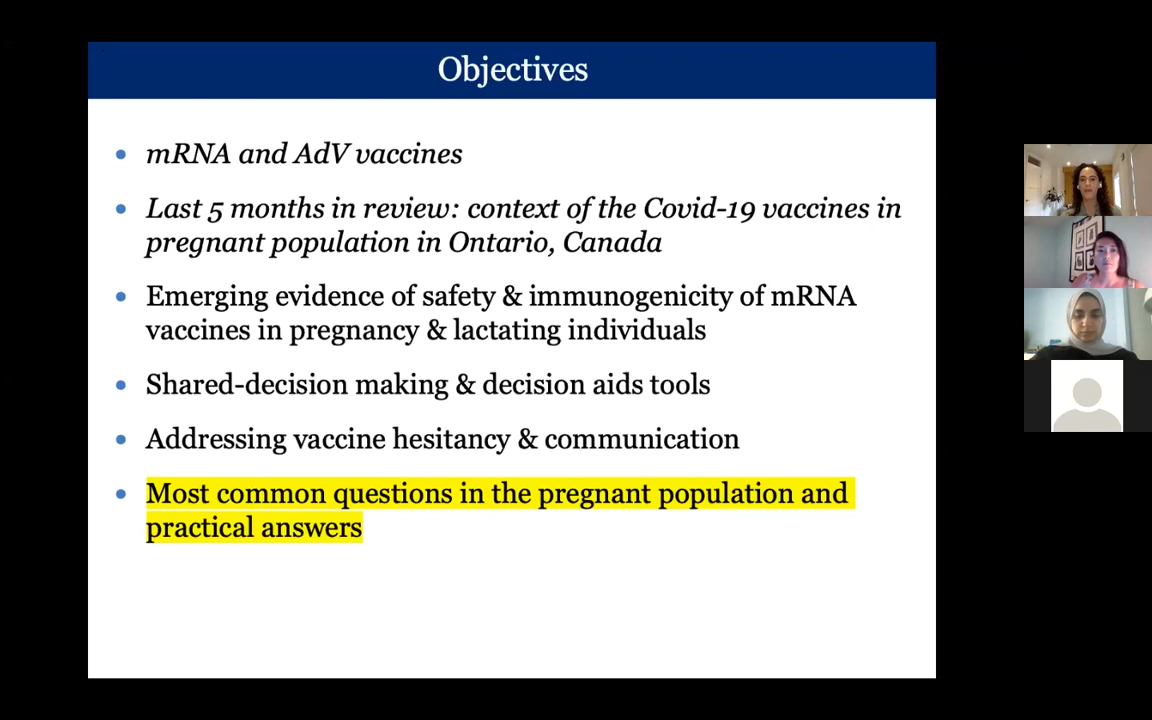 Objectives
mRNA and AdV vaccines
Last 5 months in review: context of the Covid-19 vaccines in
pregnant population in Ontario, Canada
Emerging evidence of safety & immunogenicity of mRNA
vaccines in pregnancy & lactating individuals
Shared-decision making & decision aids tools
Addressing vaccine hesitancy & communication
Most common questions in the pregnant population and
practical answers